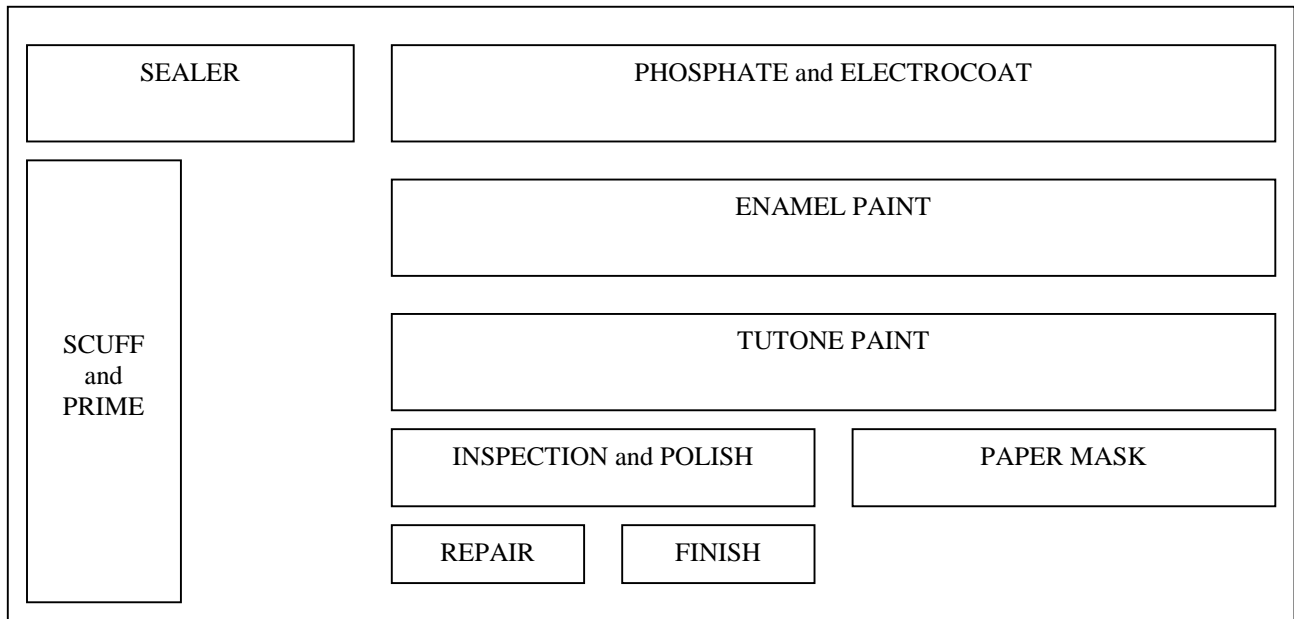 SEALER
PHOSPHATE and ELECTROCOAT
ENAMEL PAINT
SCUFF
and
PRIME
TUTONE PAINT
INSPECTION and POLISH
PAPER MASK
REPAIR
FINISH